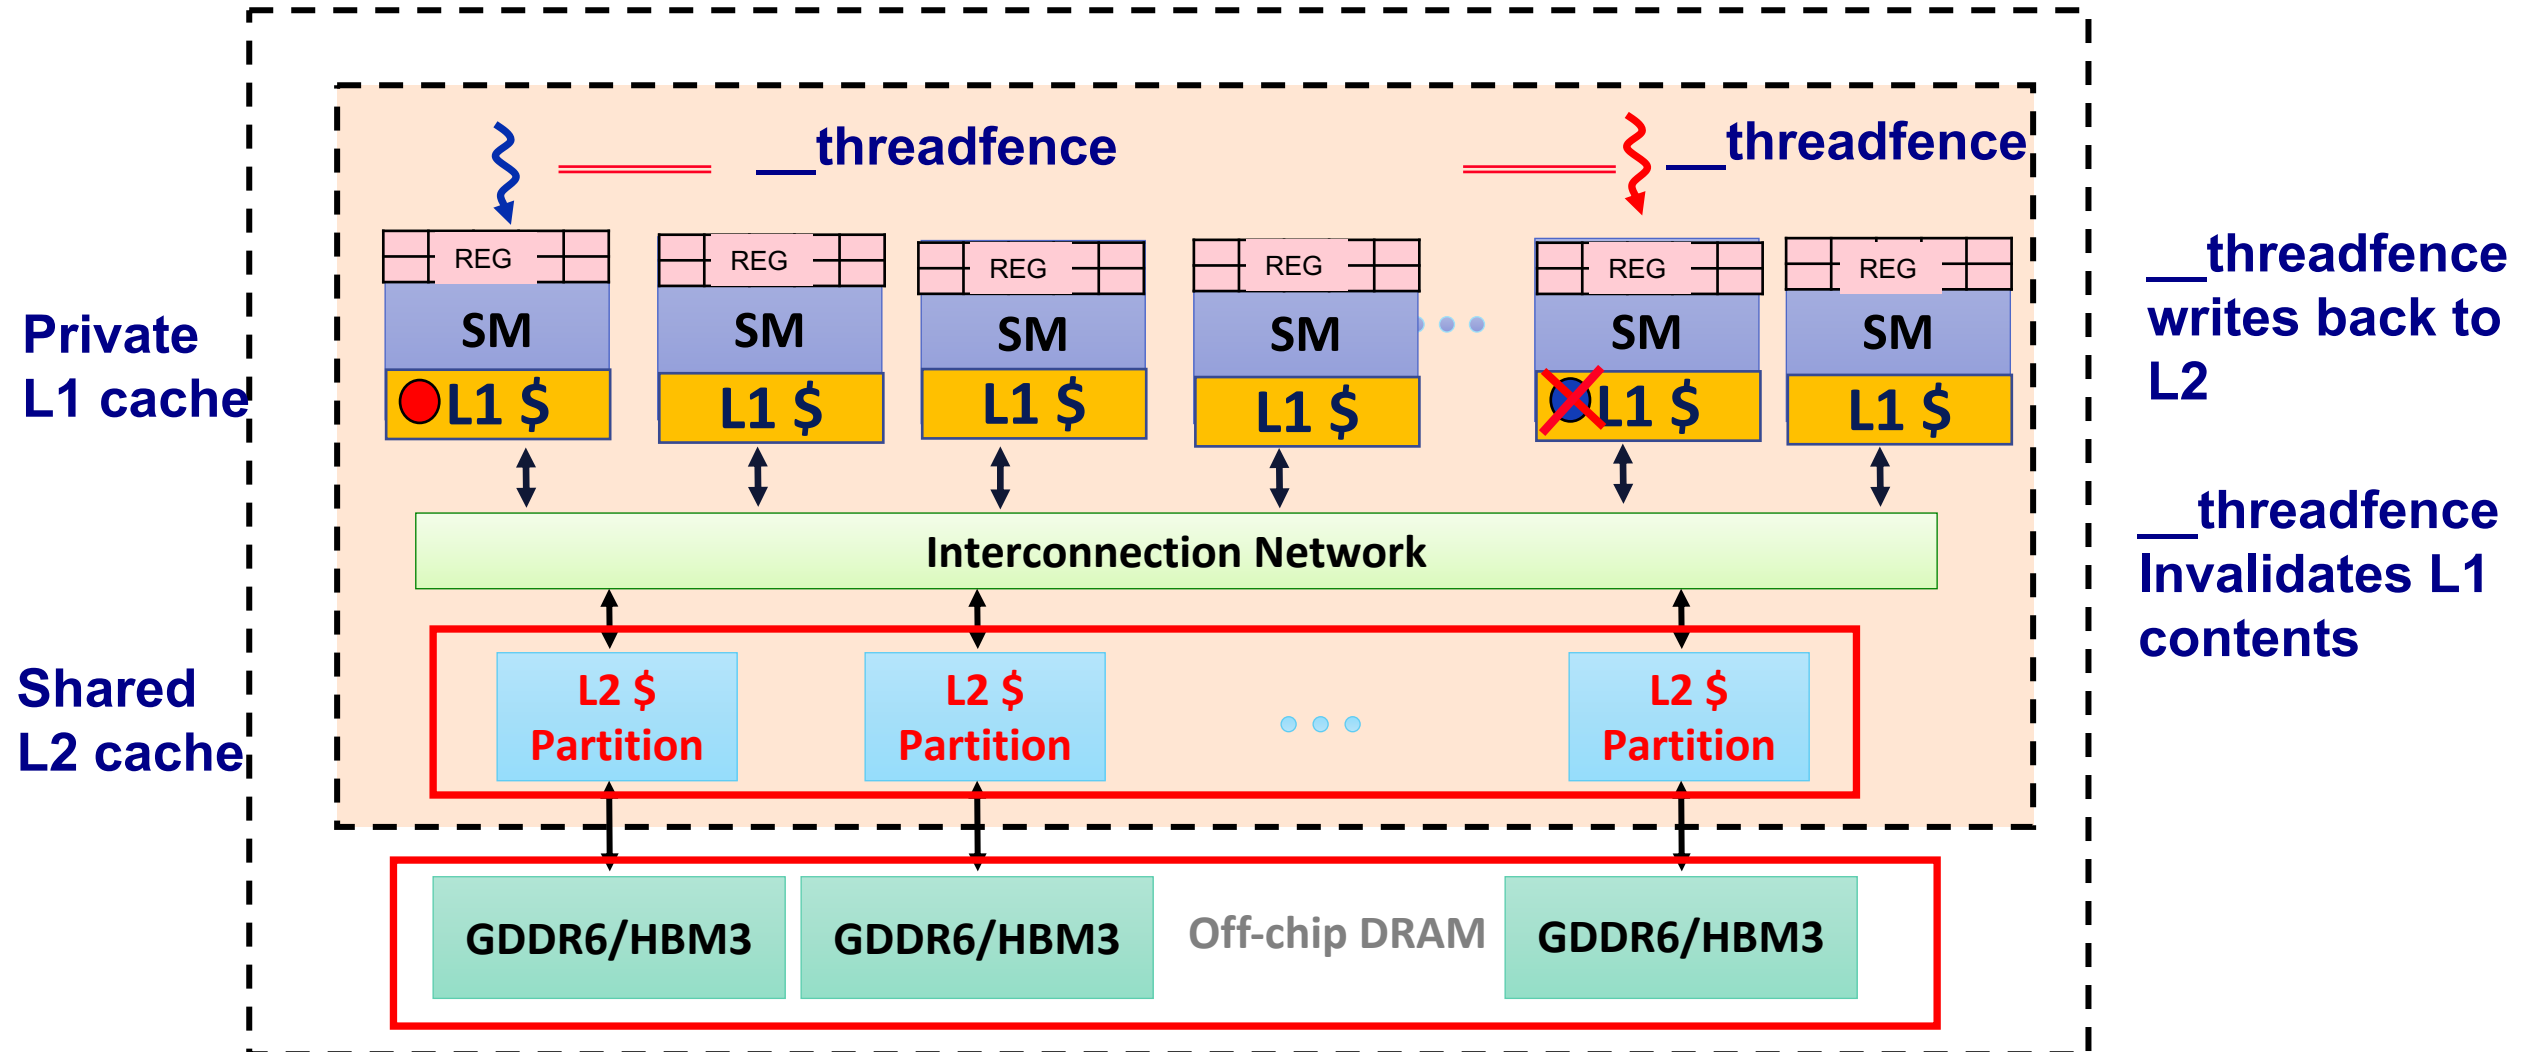 __threadfence
__threadfence
REG
REG
REG
REG
REG
REG
SM
SM
SM
SM
SM
SM
L1 $
L1 $
L1 $
L1 $
L1 $
L1 $
Private
L1 cache
__threadfence
writes back to
L2
__threadfence
Invalidates L1
contents
Interconnection Network
Shared
L2 cache
L2 $
Partition
L2 $
Partition
L2 $
Partition
GDDR6/HBM3
GDDR6/HBM3
Off-chip DRAM
GDDR6/HBM3